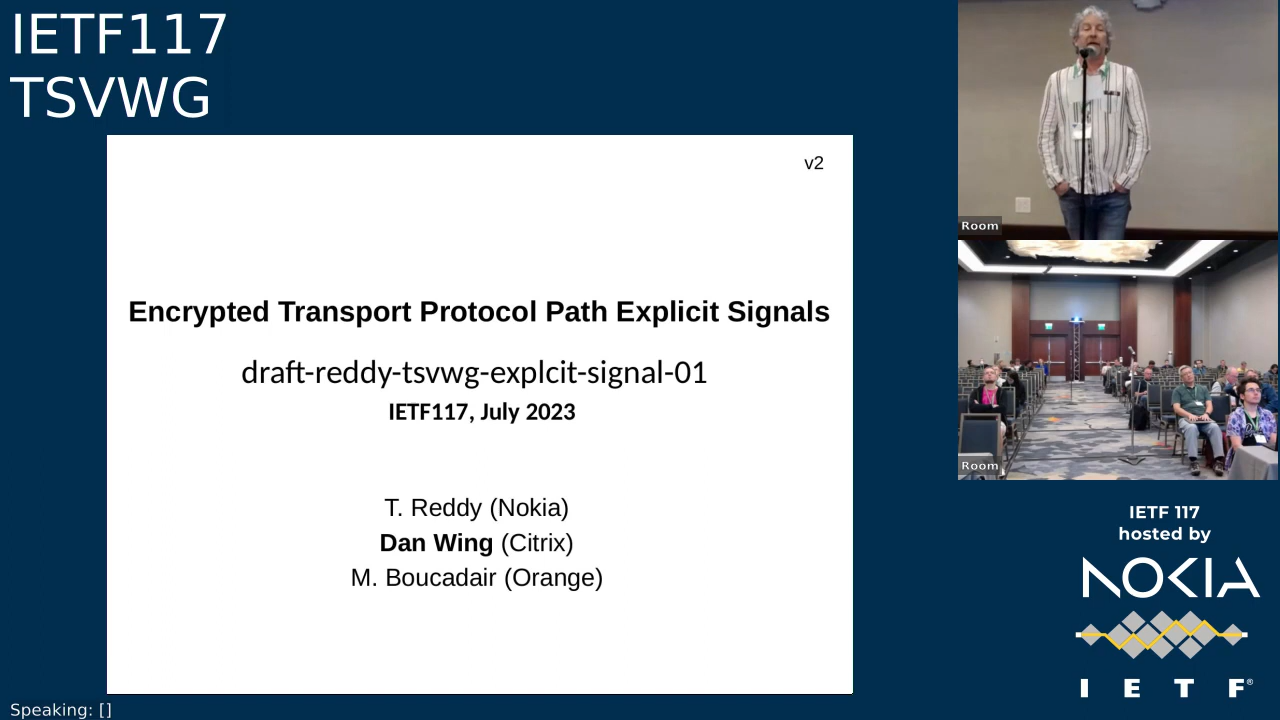 IETF117
TSVWG
v2
Encrypted Transport Protocol Path Explicit Signals
draft-reddy-tsvwg-explcit-signal-01
IETF117, July 2023
T. Reddy (Nokia)
Dan Wing (Citrix)
M. Boucadair (Orange)
Room
Room
IETF 117
hosted by
NOKIA
I E T F®
Speaking: []